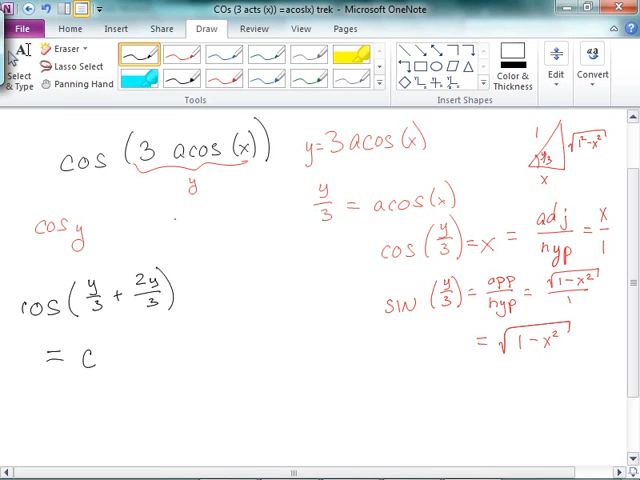 COs (3 acts (x)) =acoslx) trek - Microsoft OneNote
File Home Insert Share Draw Review View Pages
Select & Type
Eraser
Lasso Select
Panning Hand
Color & Thickness
Edit
Convert
Tools
Insert Shapes
cos (3 acos (x))
y
y = 3 acos (x)
1
y/3
√1²-x²
x
y/3 = acos (x)
cos y
cos (y/3) = x = adj/hyp = x/1
cos (y/3 + 2y/3)
sin (y/3) = opp/hyp = √1-x²/1
= √1-x²
= c